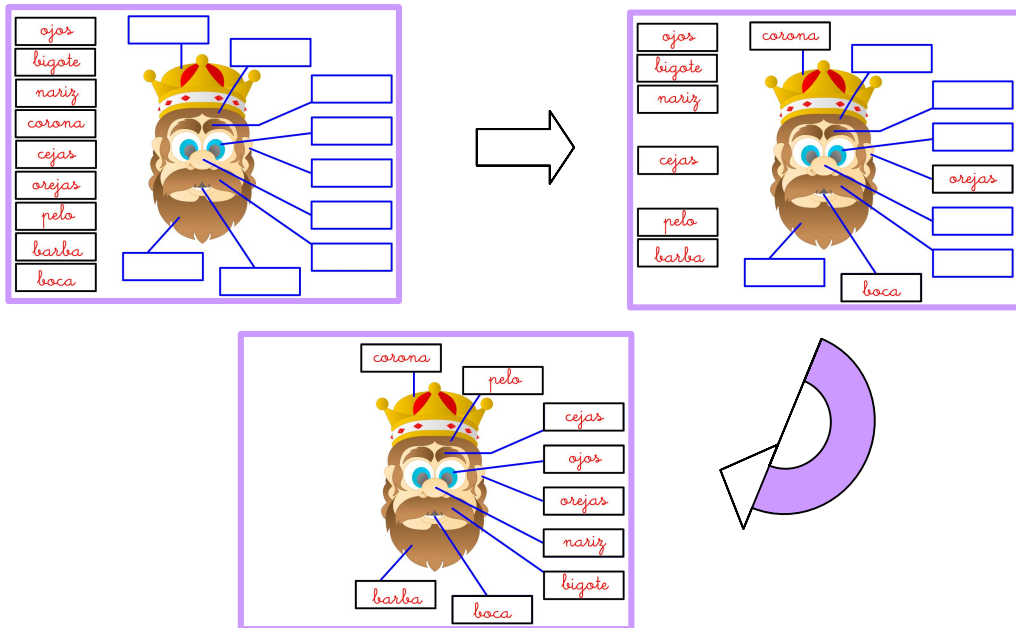 ojos
bigote
nariz
corona
cejas
orejas
pelo
barba
boca
corona
ojos
bigote
nariz
cejas
orejas
pelo
barba
boca
corona
pelo
cejas
ojos
orejas
nariz
bigote
barba
boca